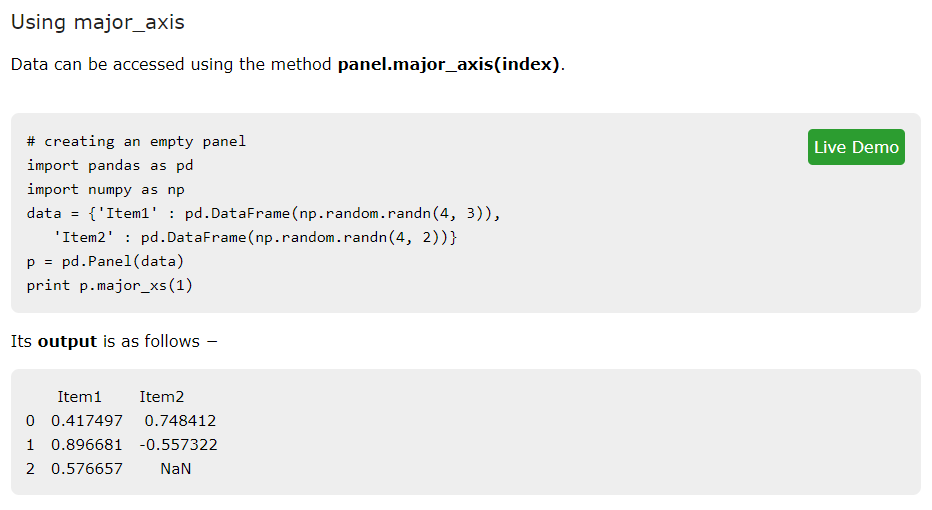 Using major_axis
Data can be accessed using the method panel.major_axis(index).
# creating an empty panel
Live Demo
import pandas as pd
import numpy as np
data = {'Item1' : pd.DataFrame(np.random.randn(4, 3)),
   'Item2' : pd.DataFrame(np.random.randn(4, 2))}
p = pd.Panel(data)
print p.major_xs(1)
Its output is as follows −
Item1 Item2
0 0.417497 0.748412
1 0.896681 -0.557322
2 0.576657 NaN